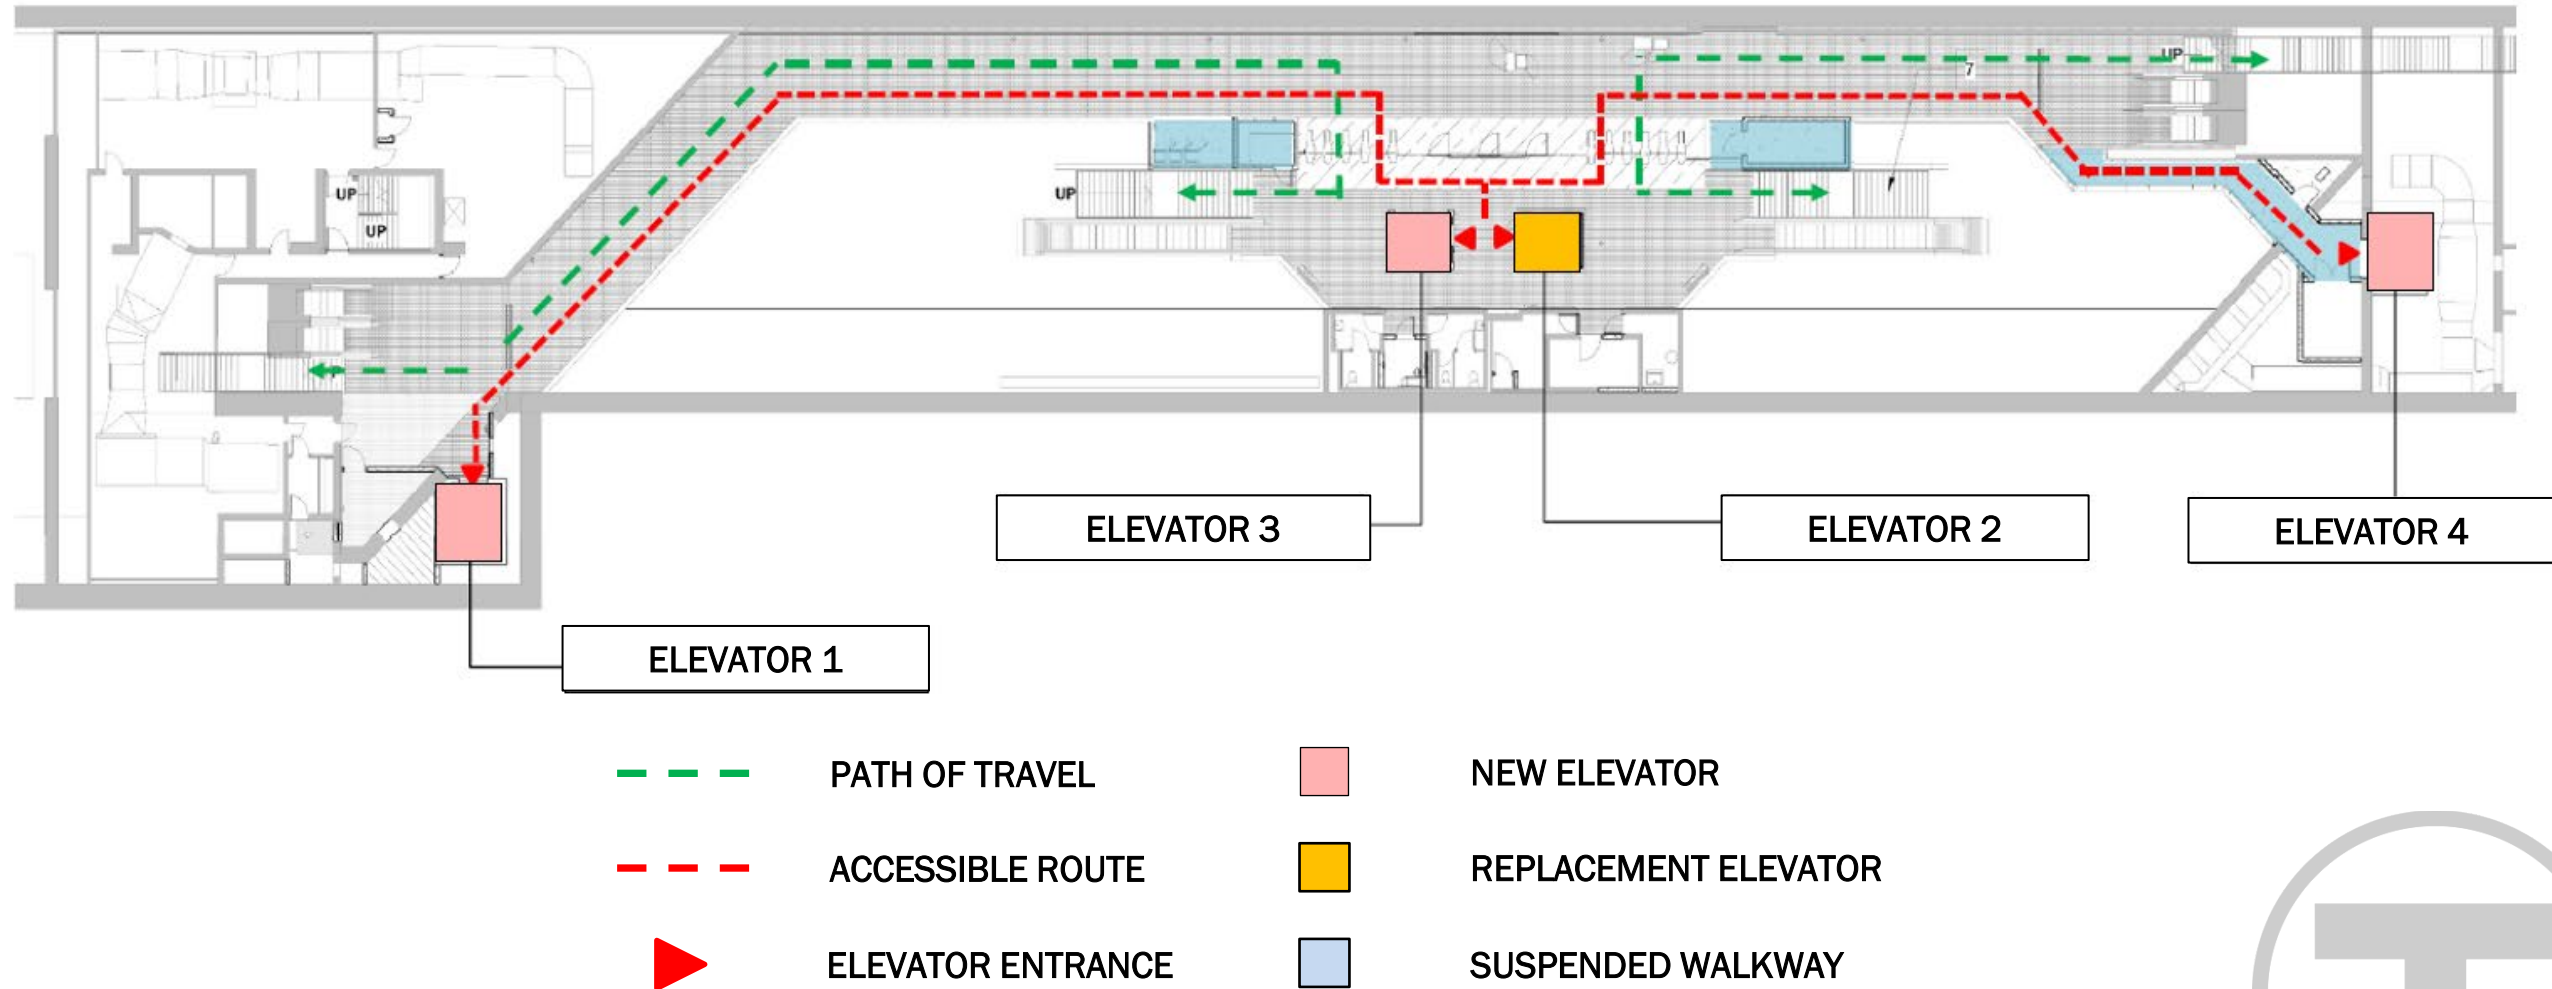 UP
7
UP
UP
UP
ELEVATOR 3
ELEVATOR 2
ELEVATOR 4
ELEVATOR 1
PATH OF TRAVEL
NEW ELEVATOR
ACCESSIBLE ROUTE
REPLACEMENT ELEVATOR
ELEVATOR ENTRANCE
SUSPENDED WALKWAY
T